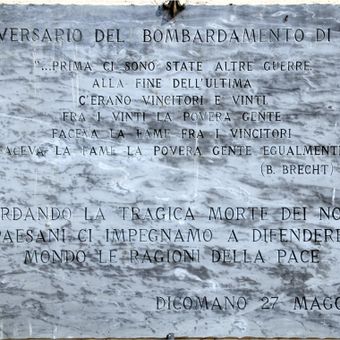 VERSARIO DEL BOMBARDAMENTO DI
"...PRIMA CI SONO STATE ALTRE GUERRE.
ALLA FINE DELL'ULTIMA
C'ERANO VINCITORI E VINTI
FRA I VINTI LA POVERA GENTE
FACEVA LA FAME FRA I VINCITORI
FACEVA LA FAME LA POVERA GENTE EGUALMENTE
(B. BRECHT)
RDANDO LA TRAGICA MORTE DEI NO
PAESANI CI IMPEGNAMO A DIFENDERE
MONDO LE RAGIONI DELLA PACE
DICOMANO 27 MAGG